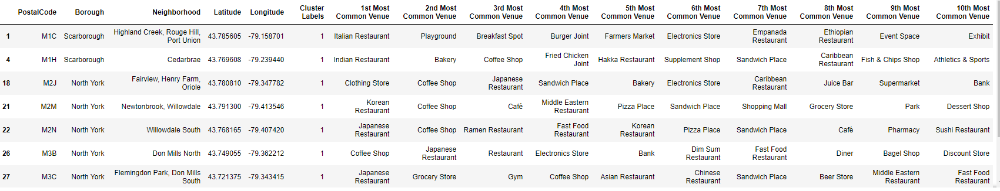 PostalCode Borough Neighborhood Latitude Longitude Cluster Labels 1st Most Common Venue 2nd Most Common Venue 3rd Most Common Venue 4th Most Common Venue 5th Most Common Venue 6th Most Common Venue 7th Most Common Venue 8th Most Common Venue 9th Most Common Venue 10th Most Common Venue
1 M1C Scarborough Highland Creek, Rouge Hill, Port Union 43.785605 -79.158701 1 Italian Restaurant Playground Breakfast Spot Burger Joint Farmers Market Electronics Store Empanada Restaurant Ethiopian Restaurant Event Space Exhibit
4 M1H Scarborough Cedarbrae 43.769608 -79.239440 1 Indian Restaurant Bakery Coffee Shop Fried Chicken Joint Hakka Restaurant Supplement Shop Sandwich Place Caribbean Restaurant Fish & Chips Shop Athletics & Sports
18 M2J North York Fairview, Henry Farm, Oriole 43.780810 -79.347782 1 Clothing Store Coffee Shop Japanese Restaurant Sandwich Place Bakery Electronics Store Caribbean Restaurant Juice Bar Supermarket Bank
21 M2M North York Newtonbrook, Willowdale 43.791300 -79.413546 1 Korean Restaurant Coffee Shop Café Middle Eastern Restaurant Pizza Place Sandwich Place Shopping Mall Grocery Store Park Dessert Shop
22 M2N North York Willowdale South 43.768165 -79.407420 1 Japanese Restaurant Coffee Shop Ramen Restaurant Fast Food Restaurant Korean Restaurant Pizza Place Sandwich Place Café Pharmacy Sushi Restaurant
26 M3B North York Don Mills North 43.749055 -79.362212 1 Coffee Shop Japanese Restaurant Restaurant Electronics Store Bank Dim Sum Restaurant Fast Food Restaurant Diner Bagel Shop Discount Store
27 M3C North York Flemingdon Park, Don Mills South 43.721375 -79.343415 1 Japanese Restaurant Grocery Store Gym Coffee Shop Asian Restaurant Chinese Restaurant Sandwich Place Beer Store Middle Eastern Restaurant Fast Food Restaurant